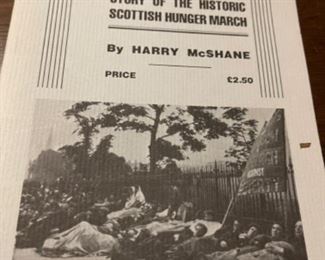 STORY OF THE HISTORIC
SCOTTISH HUNGER MARCH
By HARRY McSHANE
PRICE £2.50